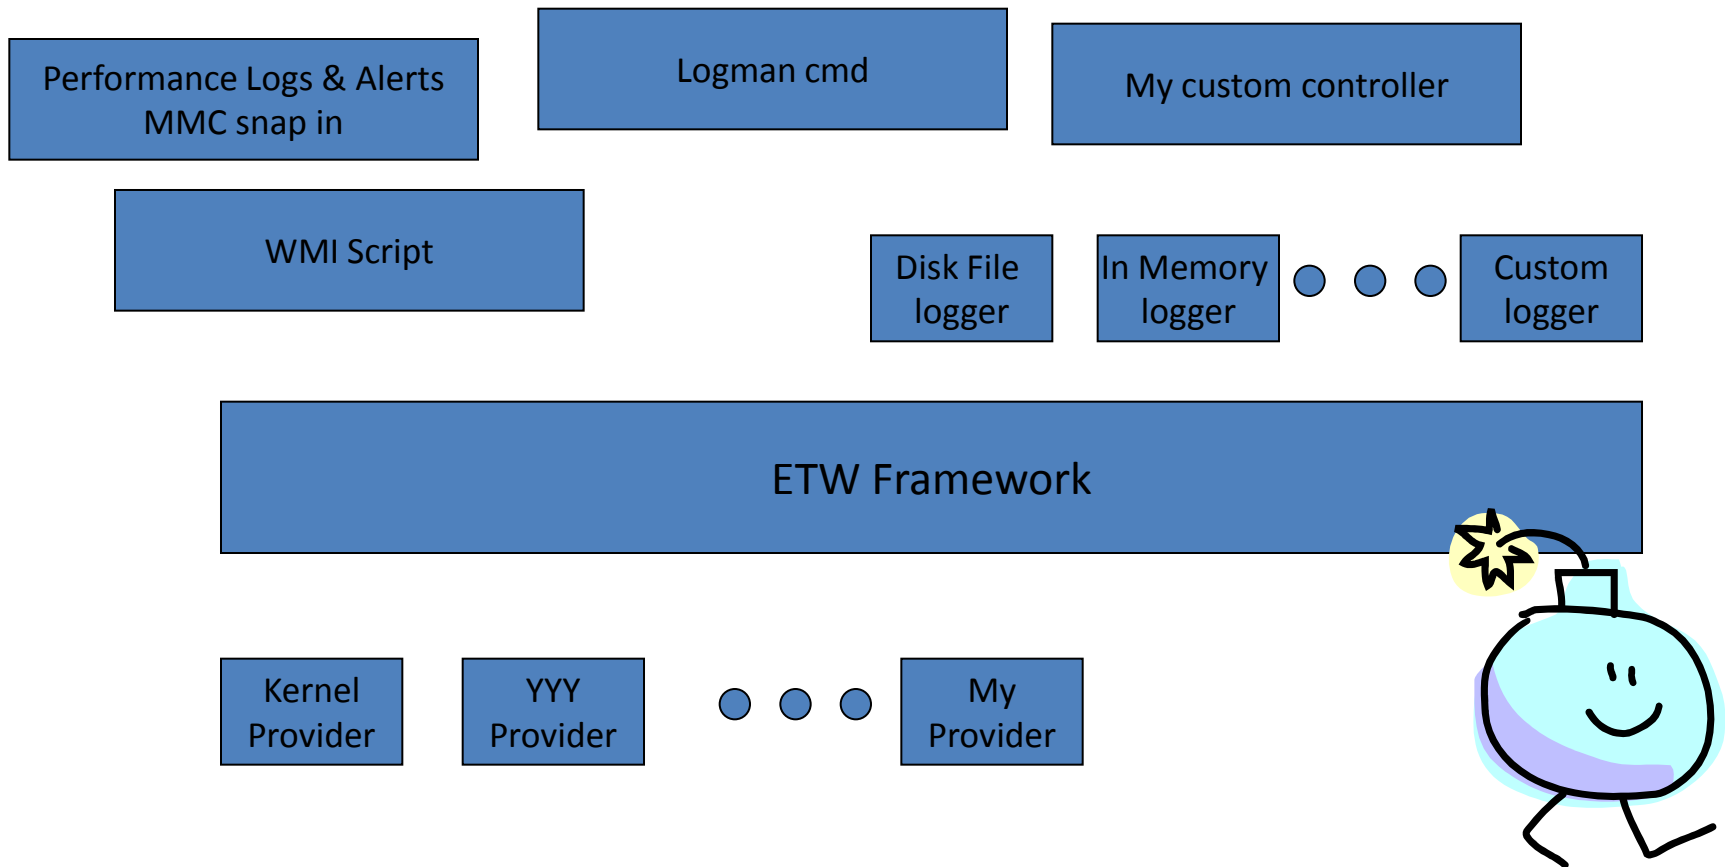 Performance Logs & Alerts
MMC snap in
Logman cmd
My custom controller
WMI Script
Disk File
logger
In Memory
logger
Custom
logger
ETW Framework
Kernel
Provider
YYY
Provider
My
Provider